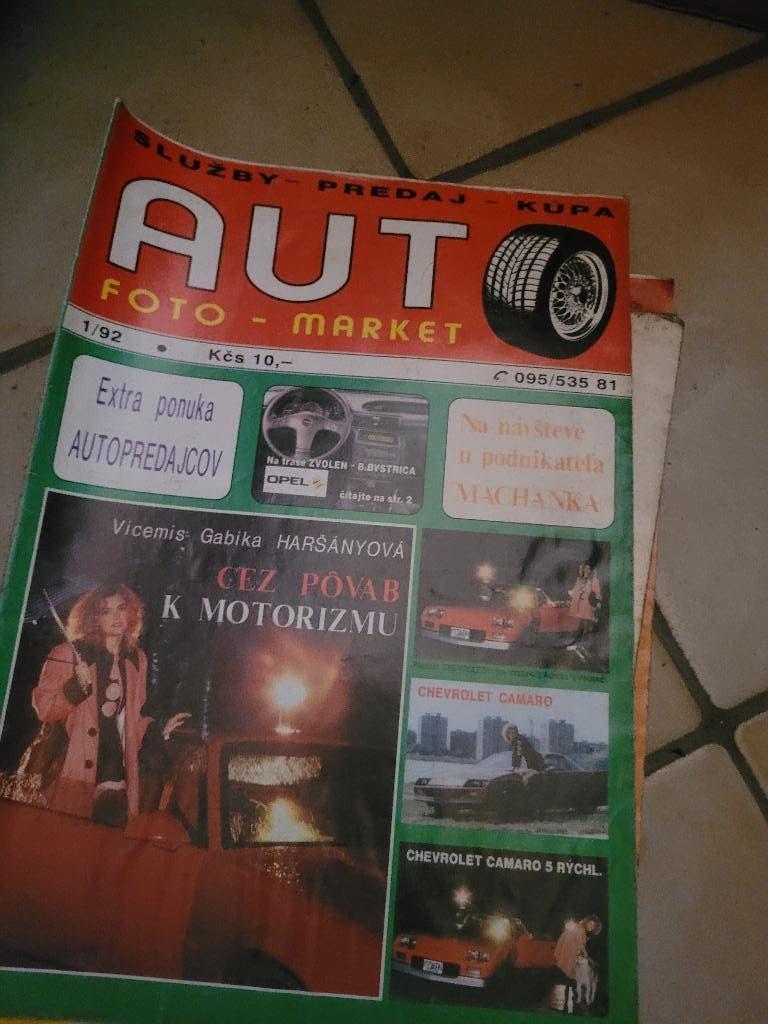 SLUŽBY - PREDAJ - KÚPA
AUTO
FOTO - MARKET
1/92 • Kčs 10,- 095/535 81
Extra ponuka
AUTOPREDAJCOV
Na trase ZVOLEN - B.BYSTRICA
OPEL
čítajte na str. 2
Na návšteve
u podnikateľa
MACHANKA
Vicemis Gabika HARŠÁNYOVÁ
CEZ PÔVAB
K MOTORIZMU
CHEVROLET CAMARO
CHEVROLET CAMARO 5 RÝCHL.